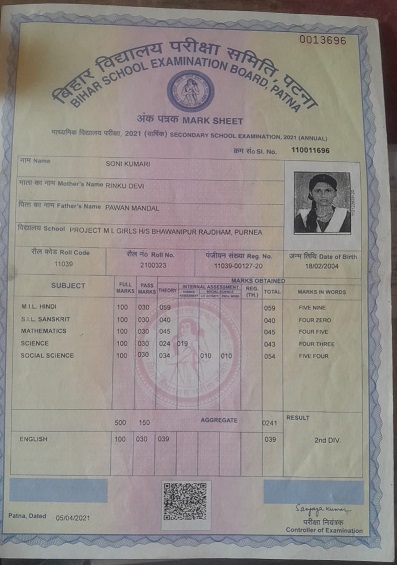 0013696
बिहार विद्यालय परीक्षा समिति, पटना
BIHAR SCHOOL EXAMINATION BOARD, PATNA
अंक पत्रक MARK SHEET
माध्यमिक विद्यालय परीक्षा, 2021 (वार्षिक) SECONDARY SCHOOL EXAMINATION, 2021 (ANNUAL)
क्रम सं० Sl. No. 110011696
नाम Name SONI KUMARI
माता का नाम Mother's Name RINKU DEVI
पिता का नाम Father's Name PAWAN MANDAL
विद्यालय School PROJECT M.L GIRLS H/S BHAWANIPUR RAJDHAM, PURNEA
रौल कोड Roll Code रौल न० Roll No. पंजीयन संख्या Reg. No. जन्म तिथि Date of Birth
11039 2100323 11039-00127-20 18/02/2004
MARKS OBTAINED
SUBJECT FULL MARKS PASS MARKS THEORY INTERNAL ASSESSMENT REG. (TH.) TOTAL MARKS IN WORDS
M.I.L. HINDI 100 030 059 059 FIVE NINE
S.I.L. SANSKRIT 100 030 040 040 FOUR ZERO
MATHEMATICS 100 030 045 045 FOUR FIVE
SCIENCE 100 030 024 019 043 FOUR THREE
SOCIAL SCIENCE 100 030 034 010 010 054 FIVE FOUR
500 150 AGGREGATE 0241 RESULT
ENGLISH 100 030 039 039 2nd DIV.
Patna, Dated 05/04/2021
Sanjay Kumar
परीक्षा नियंत्रक
Controller of Examination